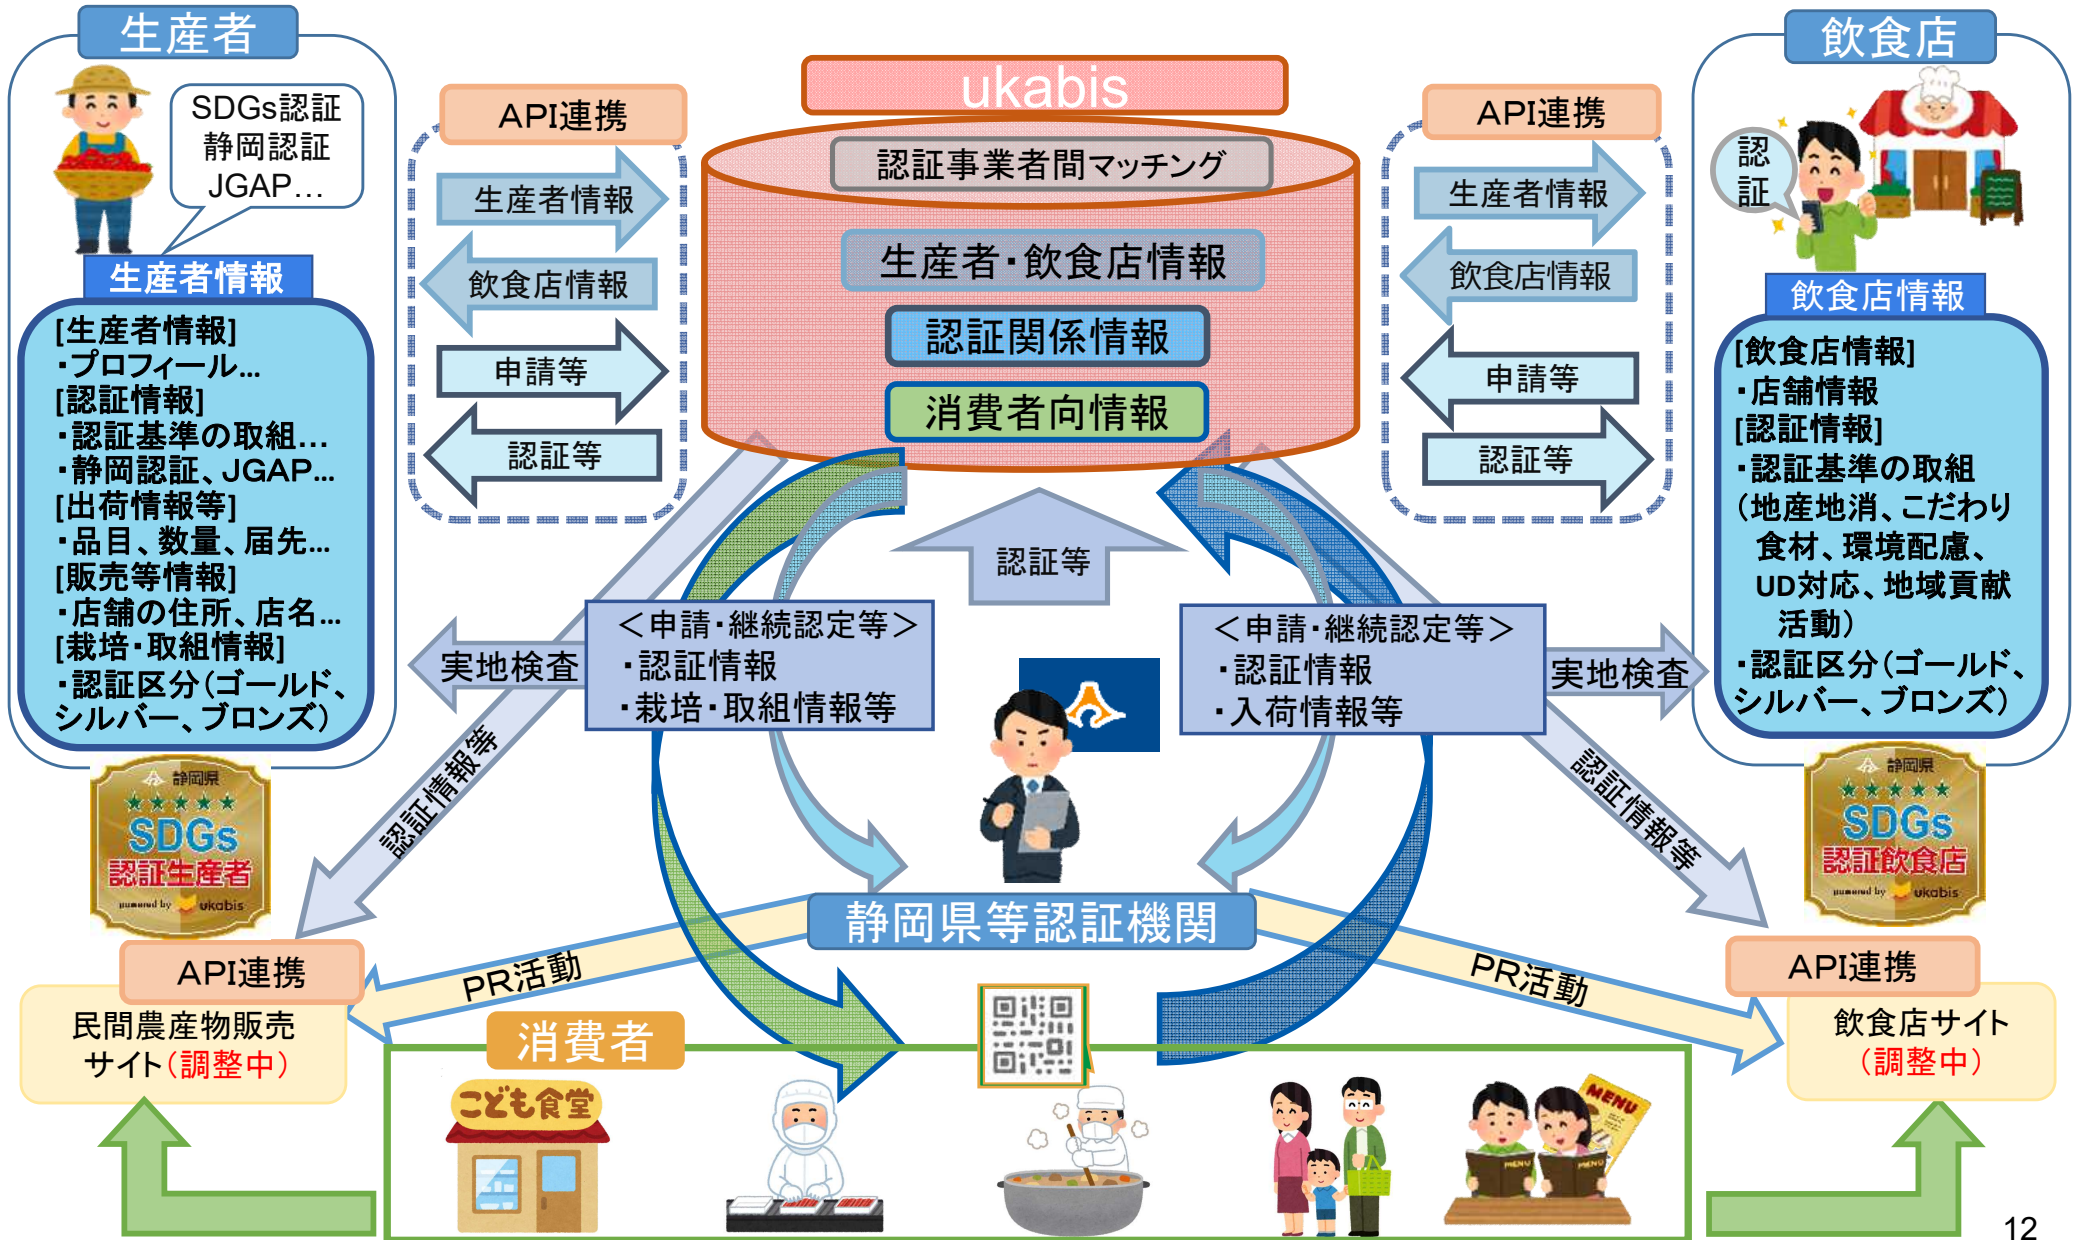 生産者
SDGs認証
静岡認証
JGAP…
生産者情報
[生産者情報]
・プロフィール…
[認証情報]
・認証基準の取組…
・静岡認証、JGAP…
[出荷情報等]
・品目、数量、届先…
[販売等情報]
・店舗の住所、店名…
[栽培・取組情報]
・認証区分(ゴールド、
シルバー、ブロンズ)
静岡県
SDGs
認証生産者
powered by ukabis
API連携
生産者情報
飲食店情報
申請等
認証等
ukabis
認証事業者間マッチング
生産者・飲食店情報
認証関係情報
消費者向情報
API連携
生産者情報
飲食店情報
申請等
認証等
飲食店
認
証
飲食店情報
[飲食店情報]
・店舗情報
[認証情報]
・認証基準の取組
(地産地消、こだわり
食材、環境配慮、
UD対応、地域貢献
活動)
・認証区分(ゴールド、
シルバー、ブロンズ)
静岡県
SDGs
認証飲食店
powered by ukabis
認証等
<申請・継続認定等>
・認証情報
・栽培・取組情報等
<申請・継続認定等>
・認証情報
・入荷情報等
実地検査
実地検査
認証情報等
認証情報等
静岡県等認証機関
PR活動
PR活動
API連携
民間農産物販売
サイト(調整中)
API連携
飲食店サイト
(調整中)
消費者
こども食堂
MENU
MENU
MENU
12